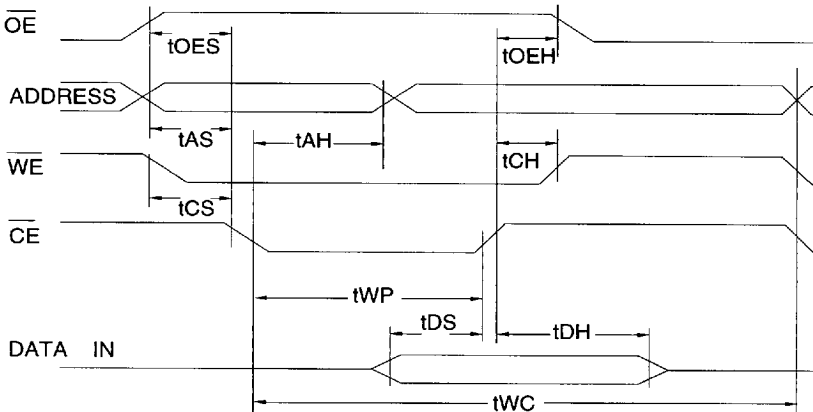 OE
tOES
tOEH
ADDRESS
tAS
tAH
tCH
WE
tCS
CE
tWP
tDS
tDH
DATA IN
tWC